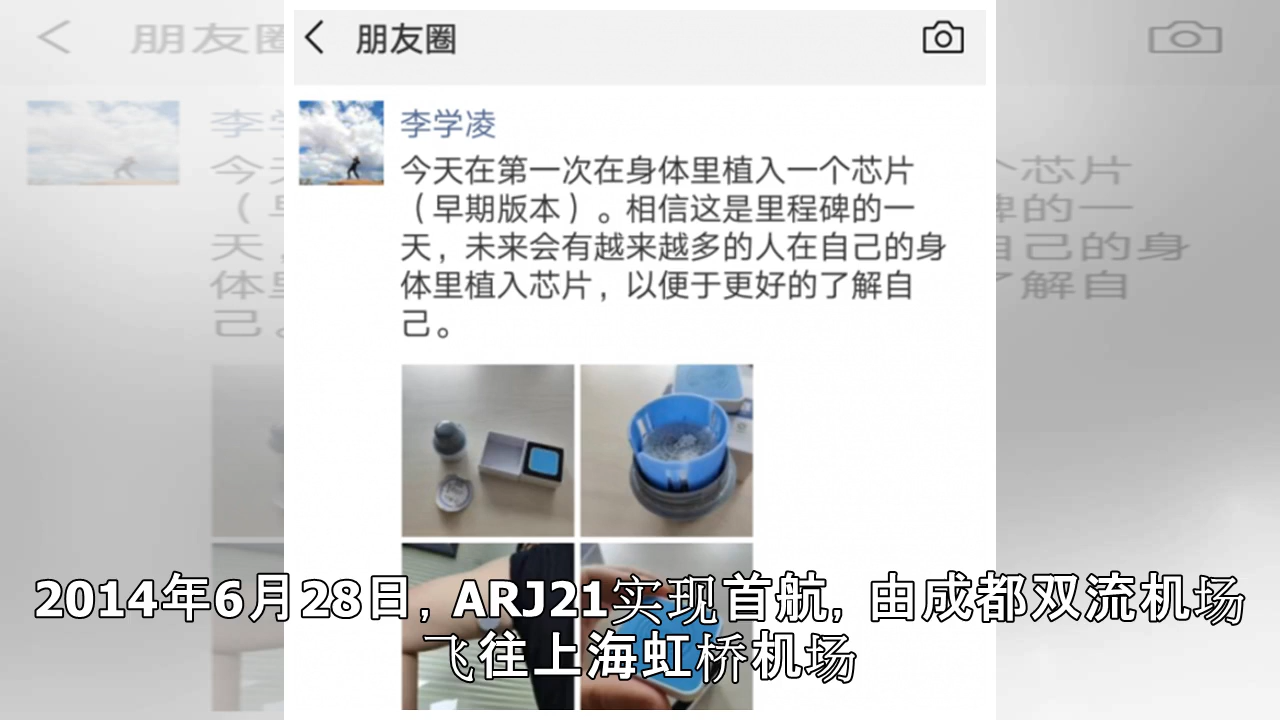 朋友圈
李学凌
今天在第一次在身体里植入一个芯片
（早期版本）。相信这是里程碑的一
天，未来会有越来越多的人在自己的身
体里植入芯片，以便于更好的了解自
己。
2014年6月28日，ARJ21实现首航，由成都双流机场
飞往上海虹桥机场